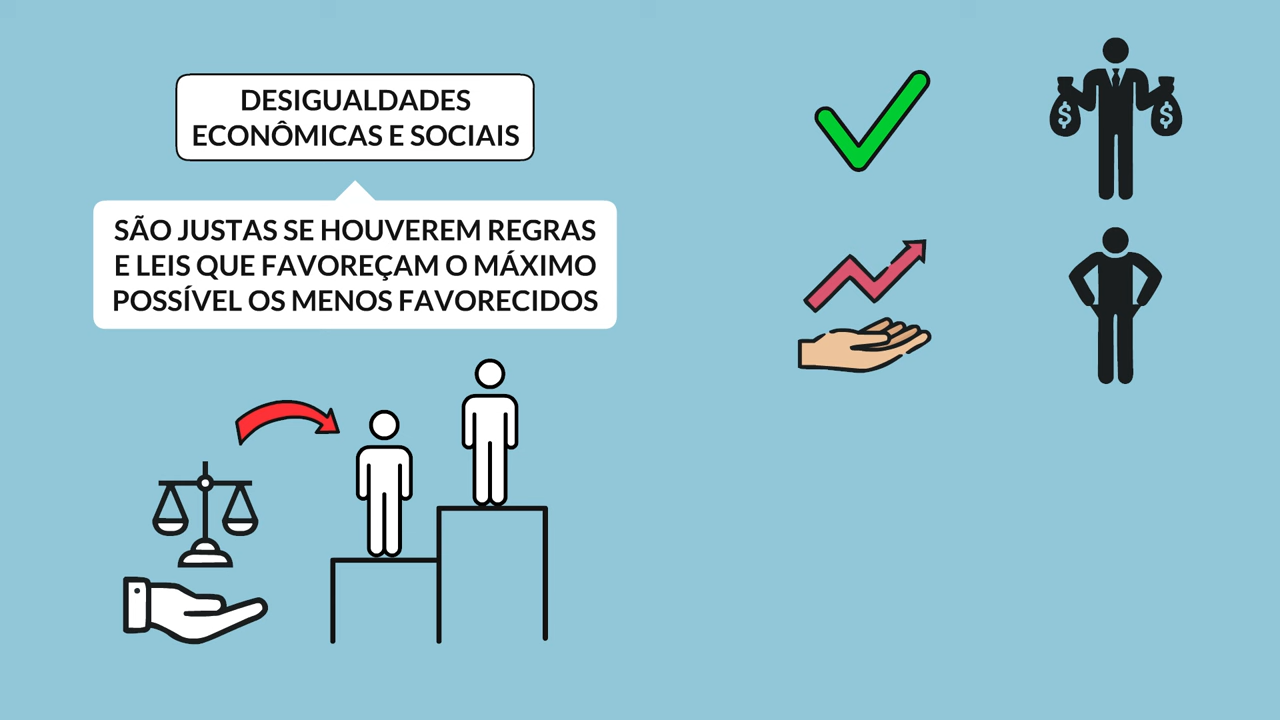 DESIGUALDADES
ECONÔMICAS E SOCIAIS
SÃO JUSTAS SE HOUVEREM REGRAS
E LEIS QUE FAVOREÇAM O MÁXIMO
POSSÍVEL OS MENOS FAVORECIDOS
$ $